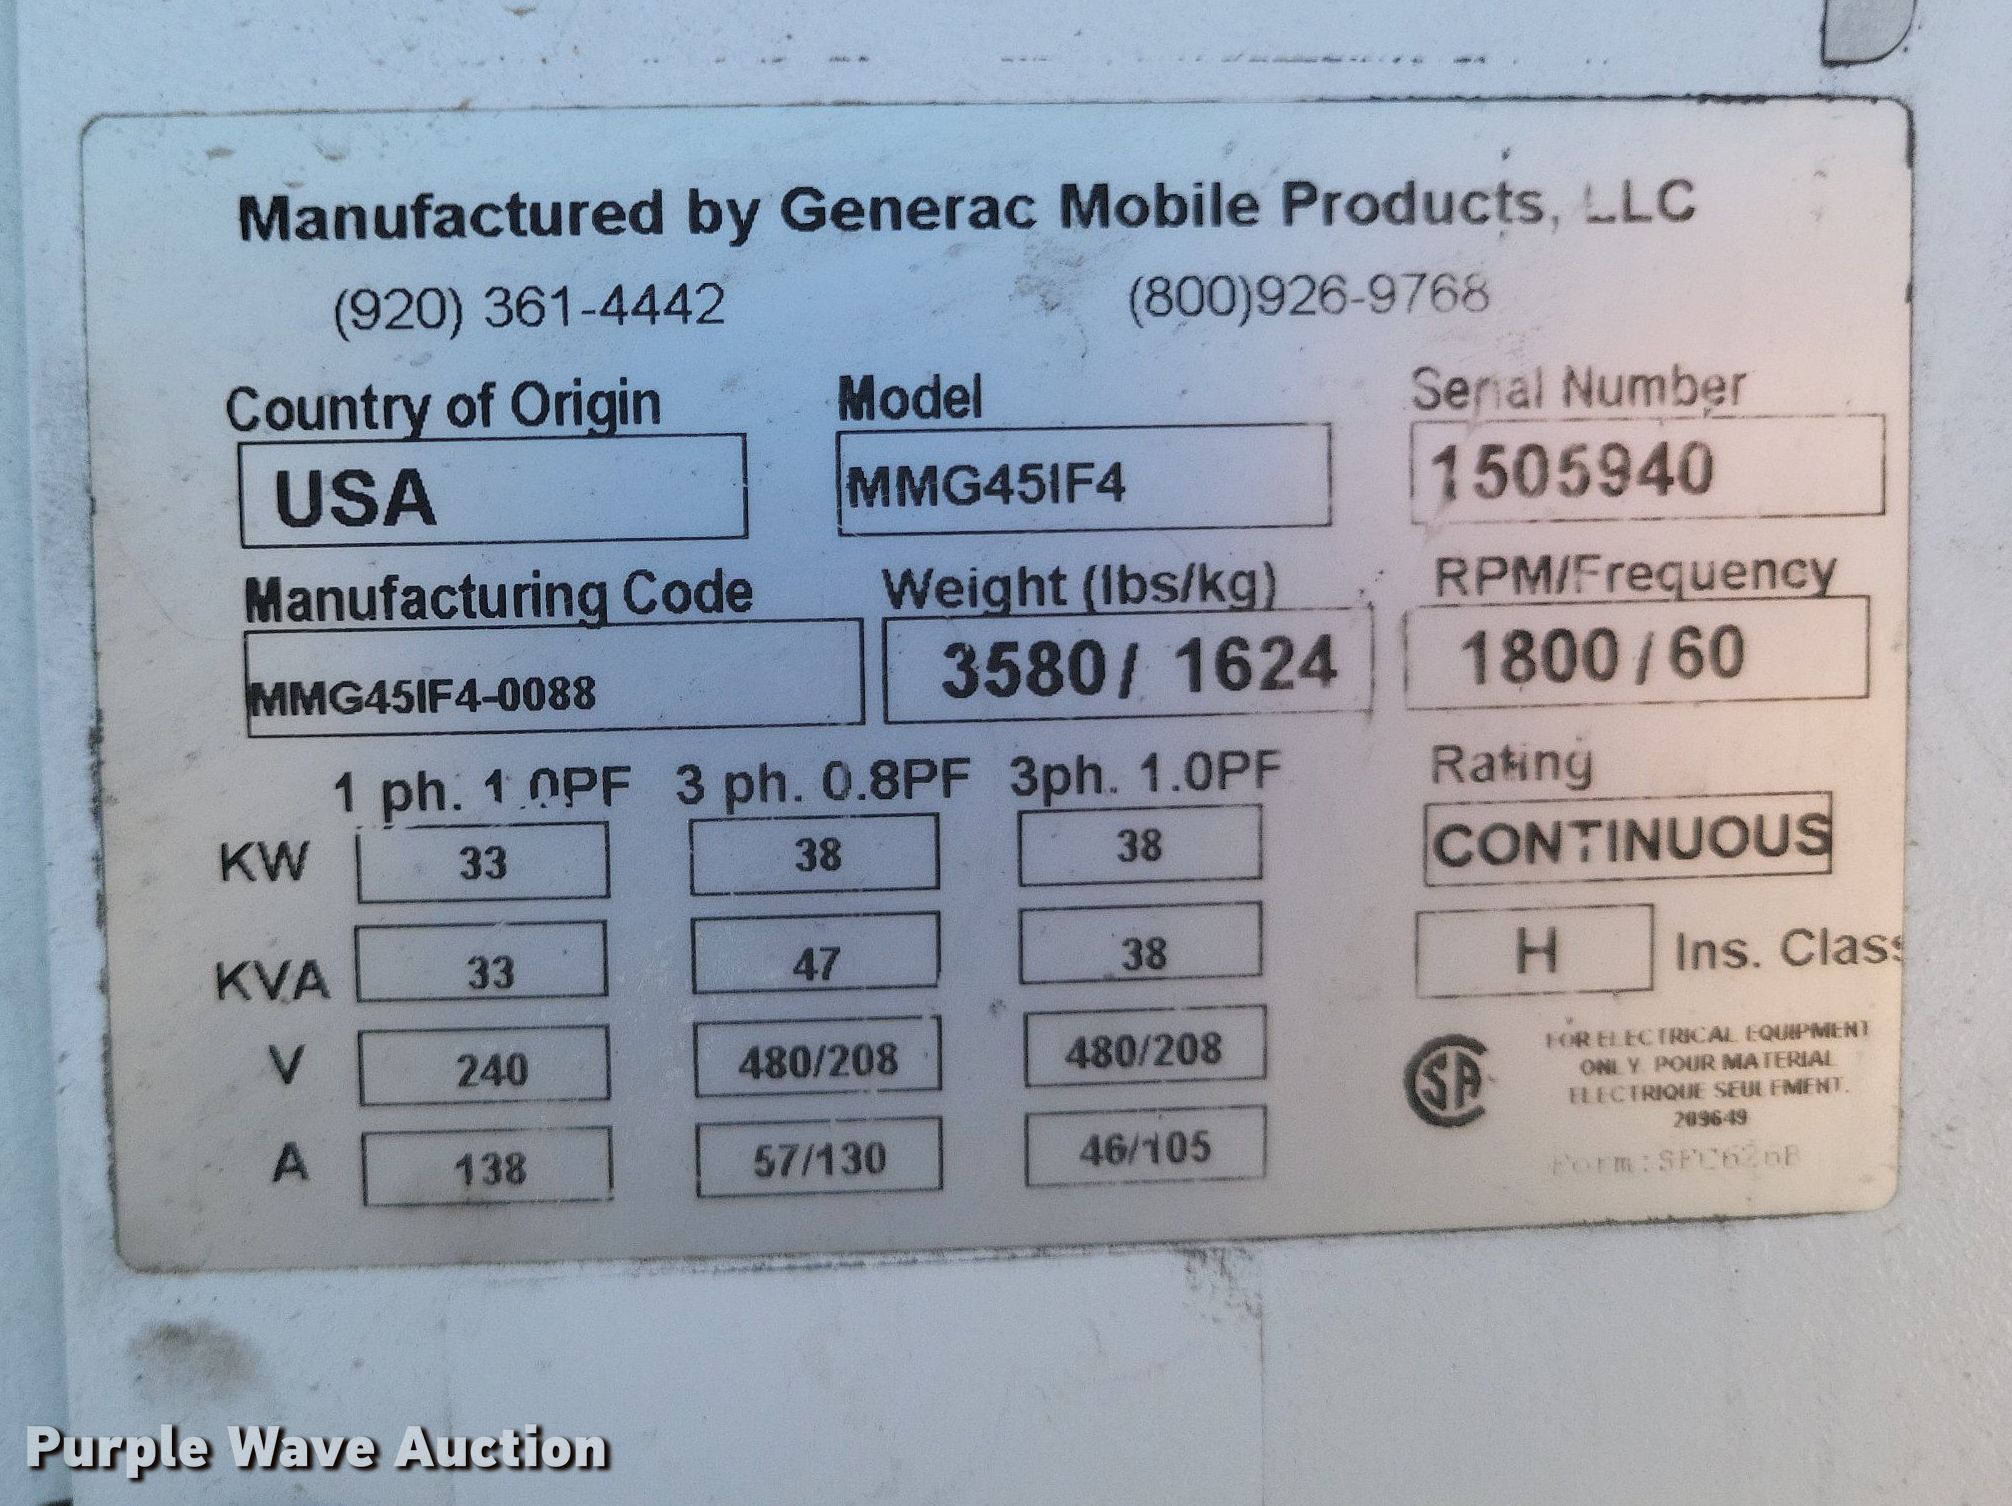 Manufactured by Generac Mobile Products, LLC
(920) 361-4442 (800)926-9768
Country of Origin Model Serial Number
USA MMG45IF4 1505940
Manufacturing Code Weight (lbs/kg) RPM/Frequency
MMG45IF4-0088 3580/ 1624 1800 / 60
1 ph. 1.0PF 3 ph. 0.8PF 3ph. 1.0PF Rating
KW 33 38 38 CONTINUOUS
KVA 33 47 38 H Ins. Class
V 240 480/208 480/208
A 138 57/130 46/105
SA
FOR ELECTRICAL EQUIPMENT
ONLY. POUR MATERIAL
ELECTRIQUE SEULEMENT.
209649
Form:
Purple Wave Auction